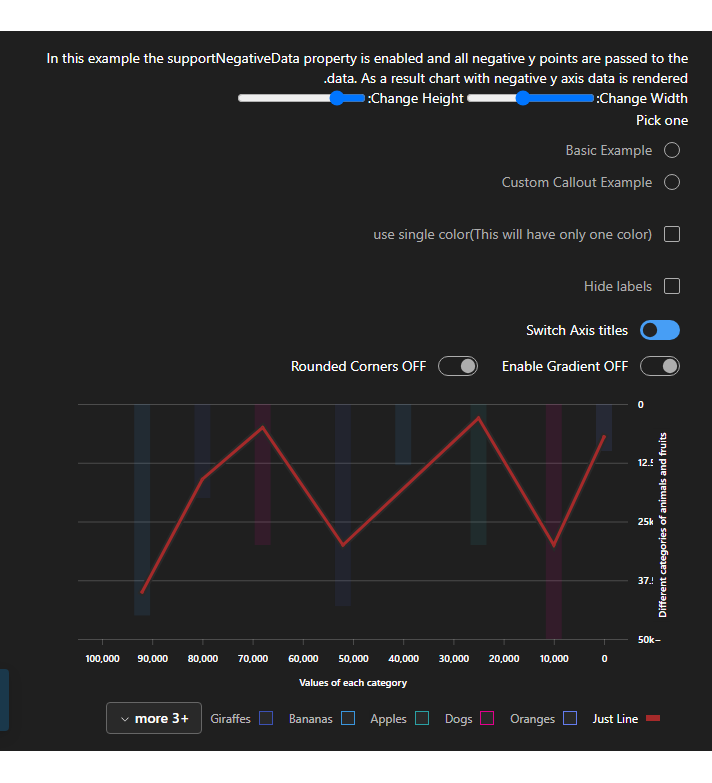 In this example the supportNegativeData property is enabled and all negative y points are passed to the
.data. As a result chart with negative y axis data is rendered
:Change Width :Change Height
Pick one
Basic Example
Custom Callout Example
use single color(This will have only one color)
Hide labels
Switch Axis titles
Enable Gradient OFF Rounded Corners OFF
0
12.5
25k
37.5
50k−
Different categories of animals and fruits
100,000 90,000 80,000 70,000 60,000 50,000 40,000 30,000 20,000 10,000 0
Values of each category
Just Line Oranges Dogs Apples Bananas Giraffes more 3+